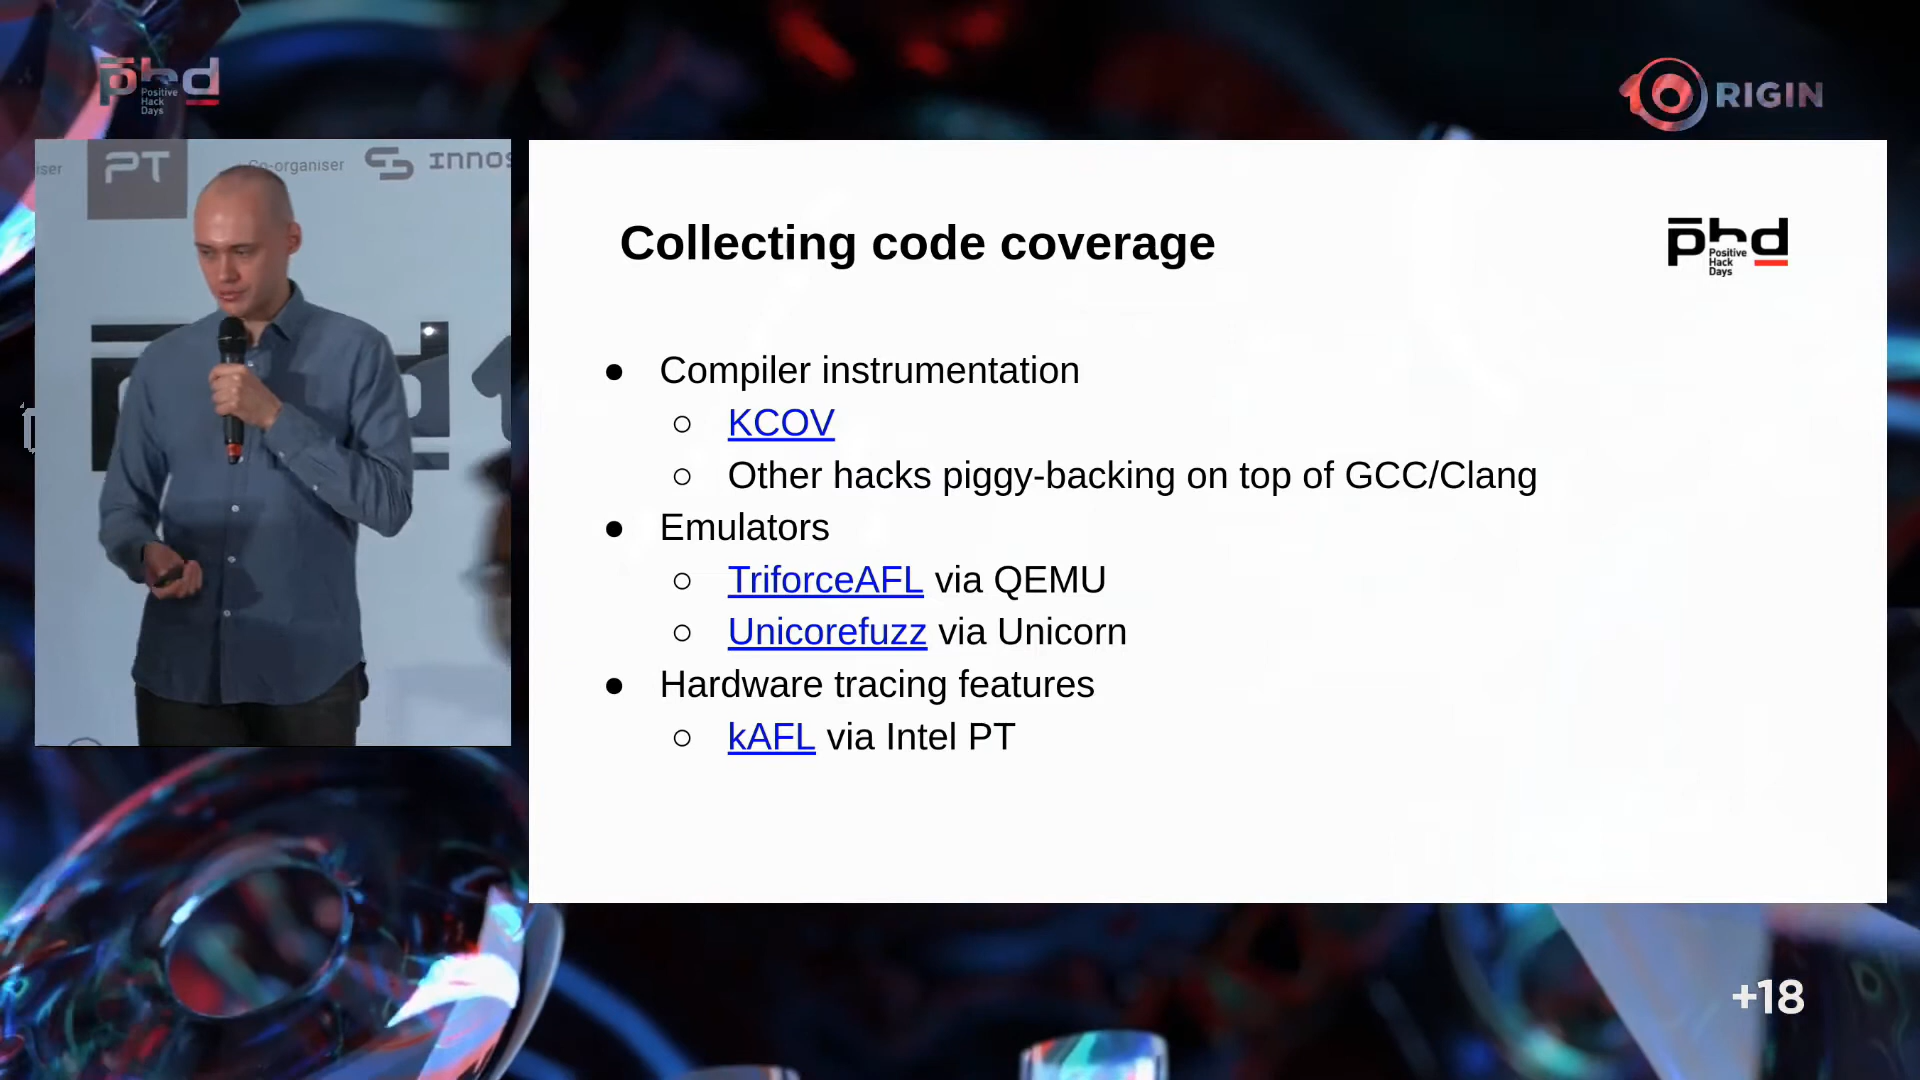 phd
Positive
Hack
Days
ORIGIN
iser
PT
Co-organiser
INNOS
Collecting code coverage
phd
Positive
Hack
Days
● Compiler instrumentation
○ KCOV
○ Other hacks piggy-backing on top of GCC/Clang
● Emulators
○ TriforceAFL via QEMU
○ Unicorefuzz via Unicorn
● Hardware tracing features
○ kAFL via Intel PT
+18